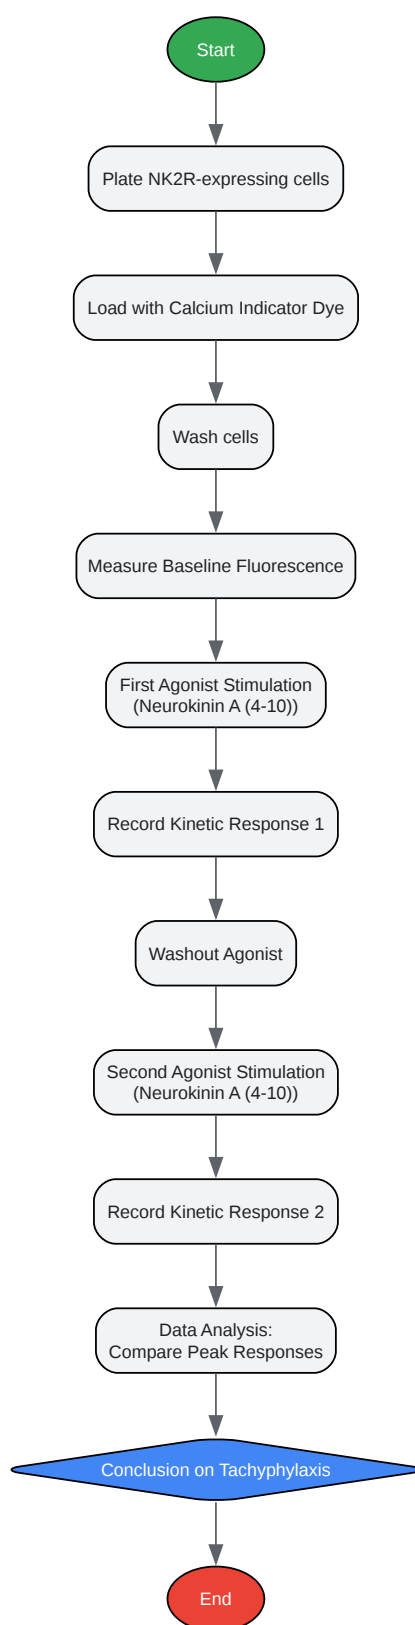 Start
Plate NK2R-expressing cells
Load with Calcium Indicator Dye
Wash cells
Measure Baseline Fluorescence
First Agonist Stimulation
(Neurokinin A (4-10))
Record Kinetic Response 1
Washout Agonist
Second Agonist Stimulation
(Neurokinin A (4-10))
Record Kinetic Response 2
Data Analysis:
Compare Peak Responses
Conclusion on Tachyphylaxis
End